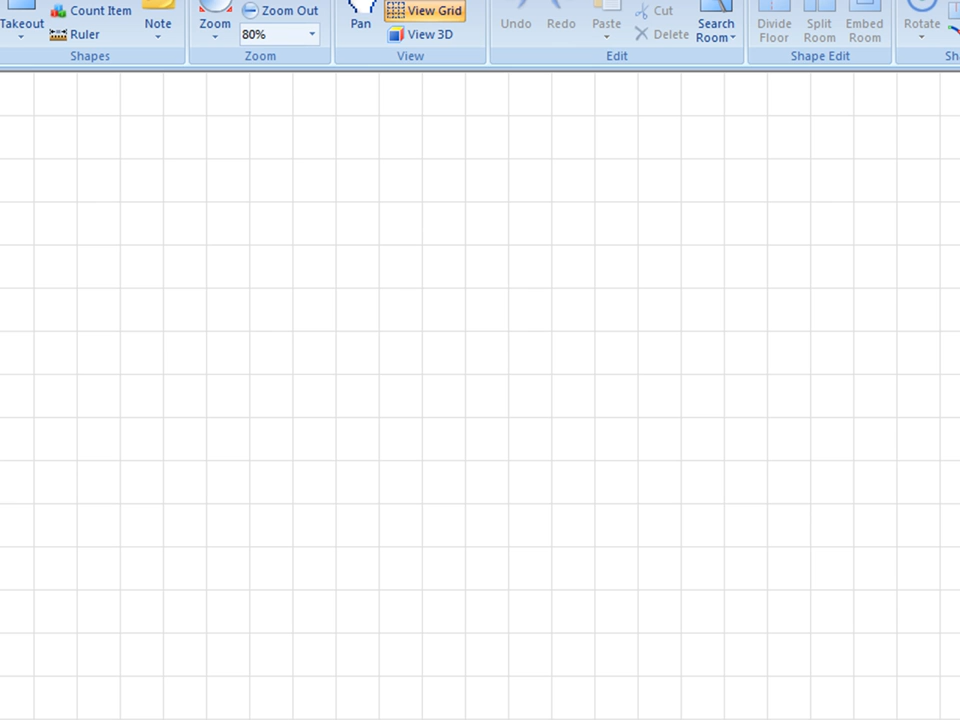 Count Item
Zoom Out
View Grid
Cut
Takeout
Note
Zoom
Pan
Undo
Redo
Paste
Search
Room
Divide
Floor
Split
Room
Embed
Room
Rotate
Ruler
80%
View 3D
Delete
Shapes
Zoom
View
Edit
Shape Edit
Sh